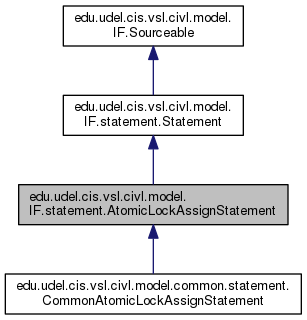 edu.udel.cis.vsl.civl.model.
IF.Sourceable
edu.udel.cis.vsl.civl.model.
IF.statement.Statement
edu.udel.cis.vsl.civl.model.
IF.statement.AtomicLockAssignStatement
edu.udel.cis.vsl.civl.model.common.statement.
CommonAtomicLockAssignStatement